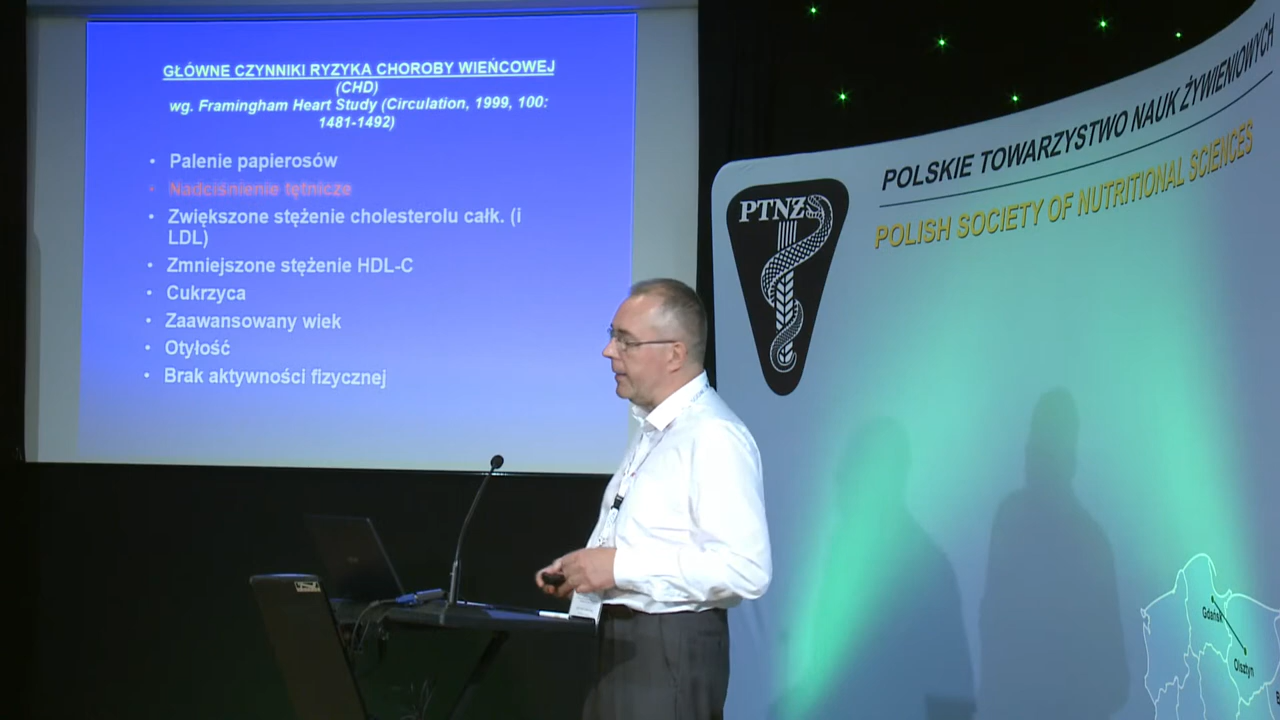 GŁÓWNE CZYNNIKI RYZYKA CHOROBY WIEŃCOWEJ
(CHD)
wg. Framingham Heart Study (Circulation, 1999, 100:
1481-1492)
• Palenie papierosów
• Nadciśnienie tętnicze
• Zwiększone stężenie cholesterolu całk. (i
LDL)
• Zmniejszone stężenie HDL-C
• Cukrzyca
• Zaawansowany wiek
• Otyłość
• Brak aktywności fizycznej
POLSKIE TOWARZYSTWO NAUK ŻYWIENIOWYCH
POLISH SOCIETY OF NUTRITIONAL SCIENCES
PTNŻ
Gdańsk
Olsztyn